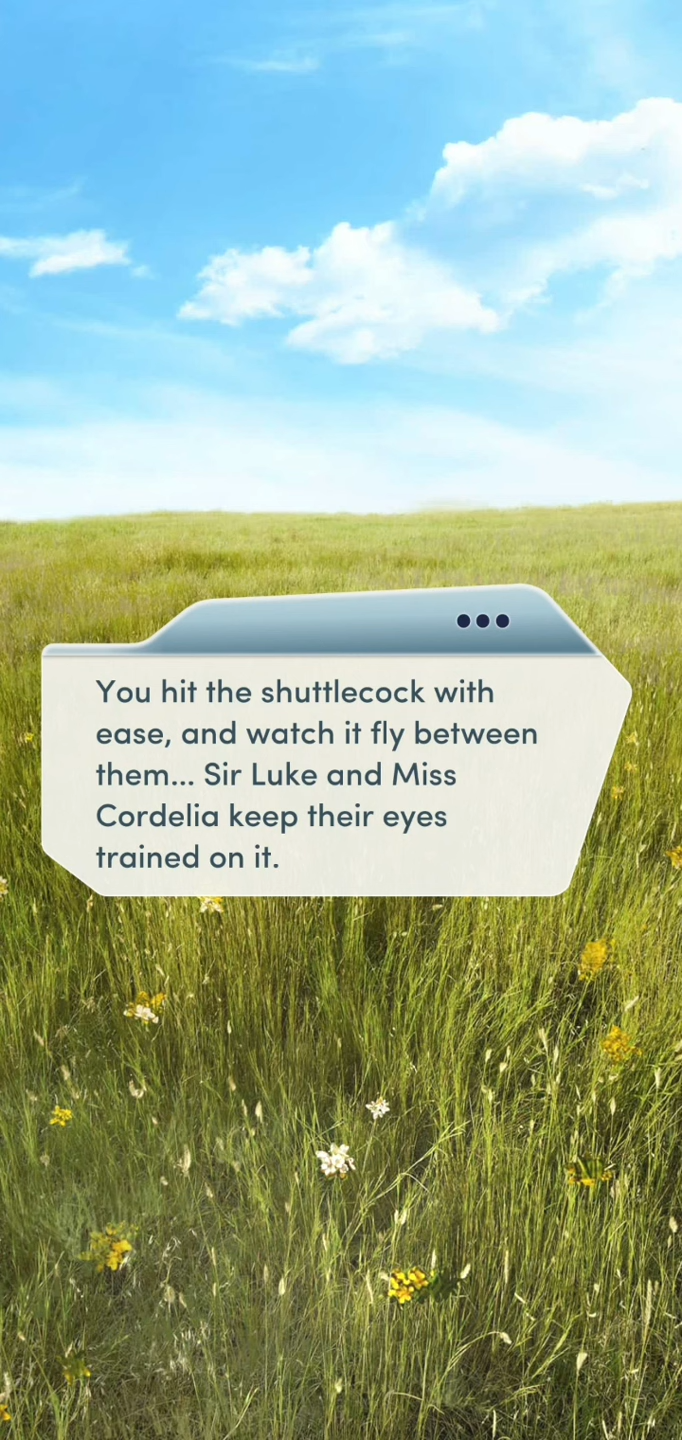 You hit the shuttlecock with
ease, and watch it fly between
them... Sir Luke and Miss
Cordelia keep their eyes
trained on it.